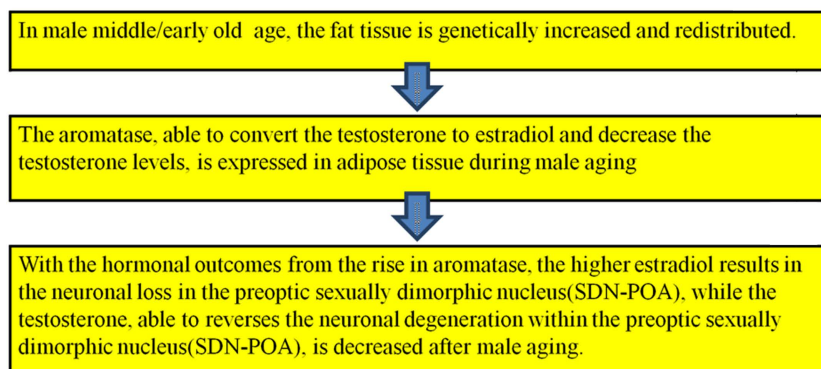 In male middle/early old  age, the fat tissue is genetically increased and redistributed.
The aromatase, able to convert the testosterone to estradiol and decrease the
testosterone levels, is expressed in adipose tissue during male aging
With the hormonal outcomes from the rise in aromatase, the higher estradiol results in
the neuronal loss in the preoptic sexually dimorphic nucleus(SDN-POA), while the
testosterone, able to reverses the neuronal degeneration within the preoptic sexually
dimorphic nucleus(SDN-POA), is decreased after male aging.